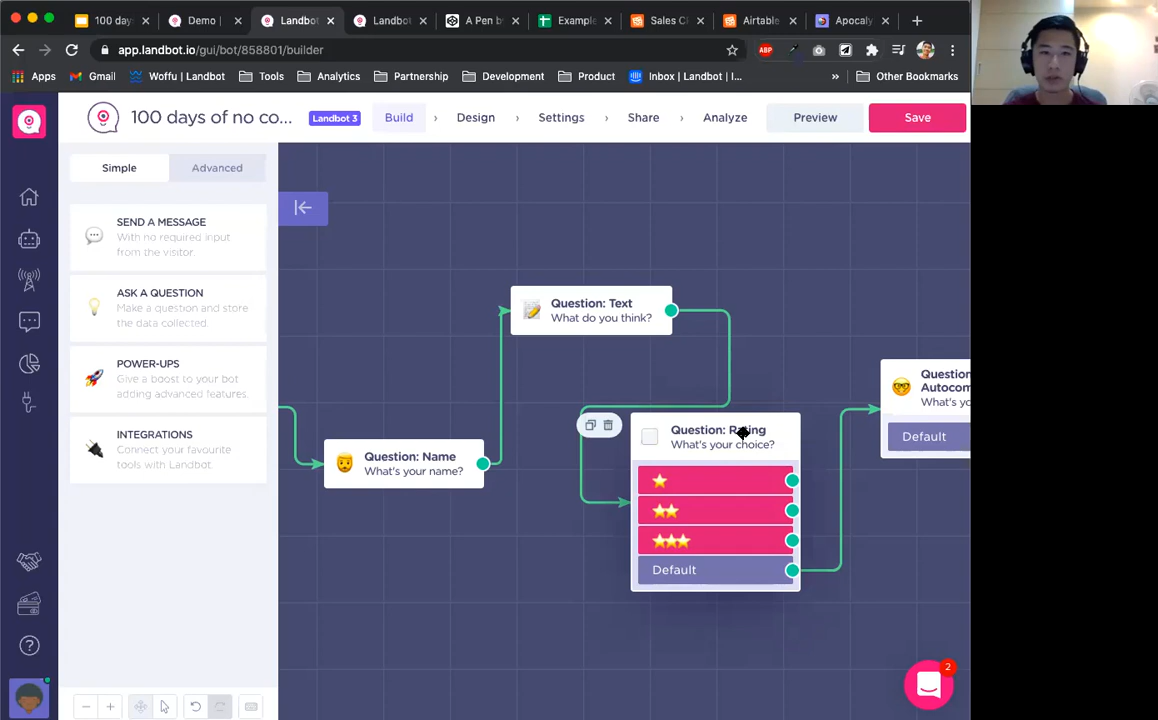 100 days
Demo |
Landbot
Landbot
A Pen by
Example
Sales Cl
Airtable
Apocaly
app.landbot.io/gui/bot/858801/builder
ABP
Apps
Gmail
Woffu | Landbot
Tools
Analytics
Partnership
Development
Product
Inbox | Landbot | I...
»
Other Bookmarks
100 days of no co...
Landbot 3
Build
Design
Settings
Share
Analyze
Preview
Save
Simple
Advanced
SEND A MESSAGE
With no required input
from the visitor.
ASK A QUESTION
Make a question and store
the data collected.
POWER-UPS
Give a boost to your bot
adding advanced features.
INTEGRATIONS
Connect your favourite
tools with Landbot.
Question: Text
What do you think?
Question: Name
What's your name?
Question: Rating
What's your choice?
Default
Question:
Autocom
What's yo
Default
2